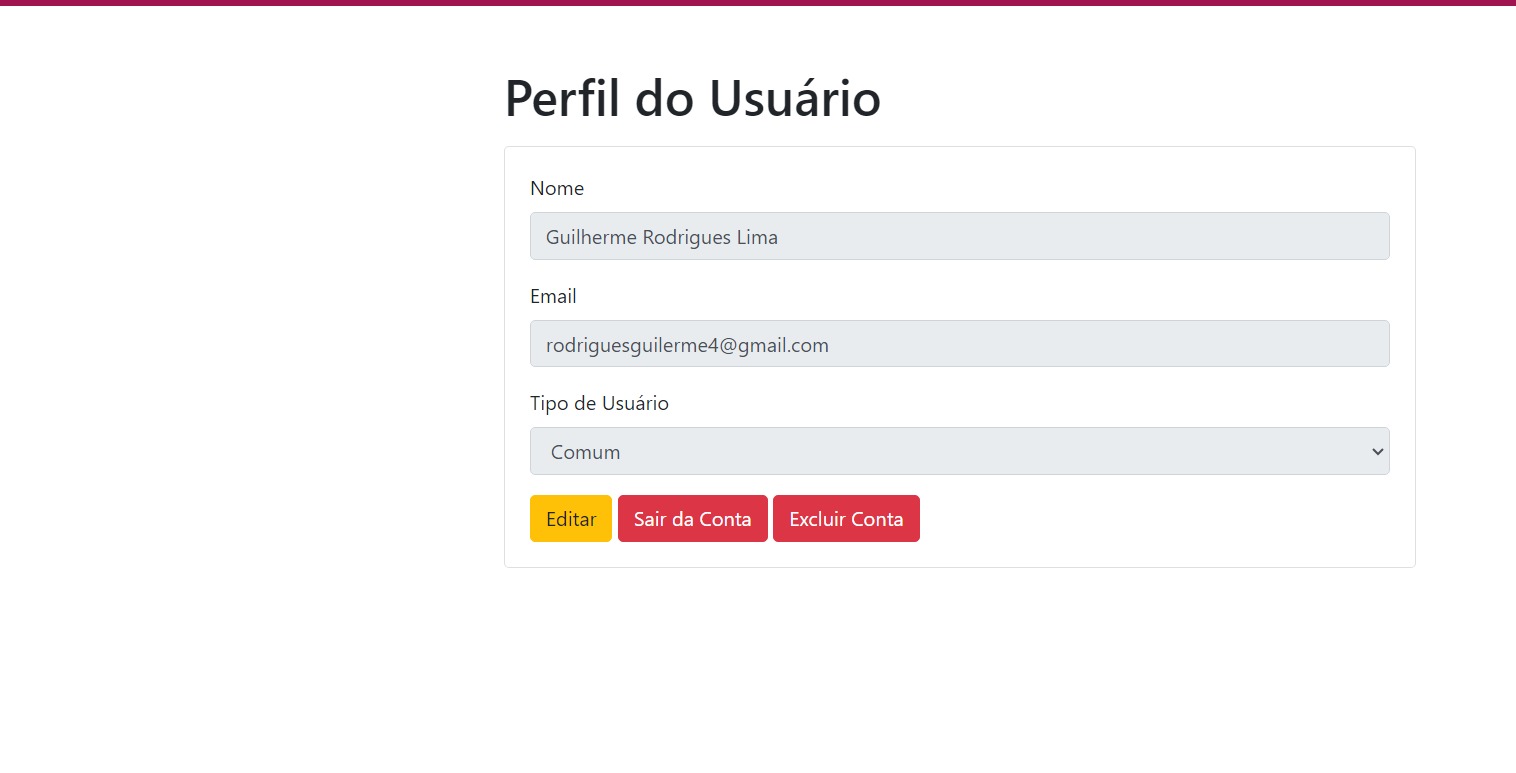 Perfil do Usuário
Nome
Guilherme Rodrigues Lima
Email
rodriguesguilerme4@gmail.com
Tipo de Usuário
Comum
Editar Sair da Conta Excluir Conta